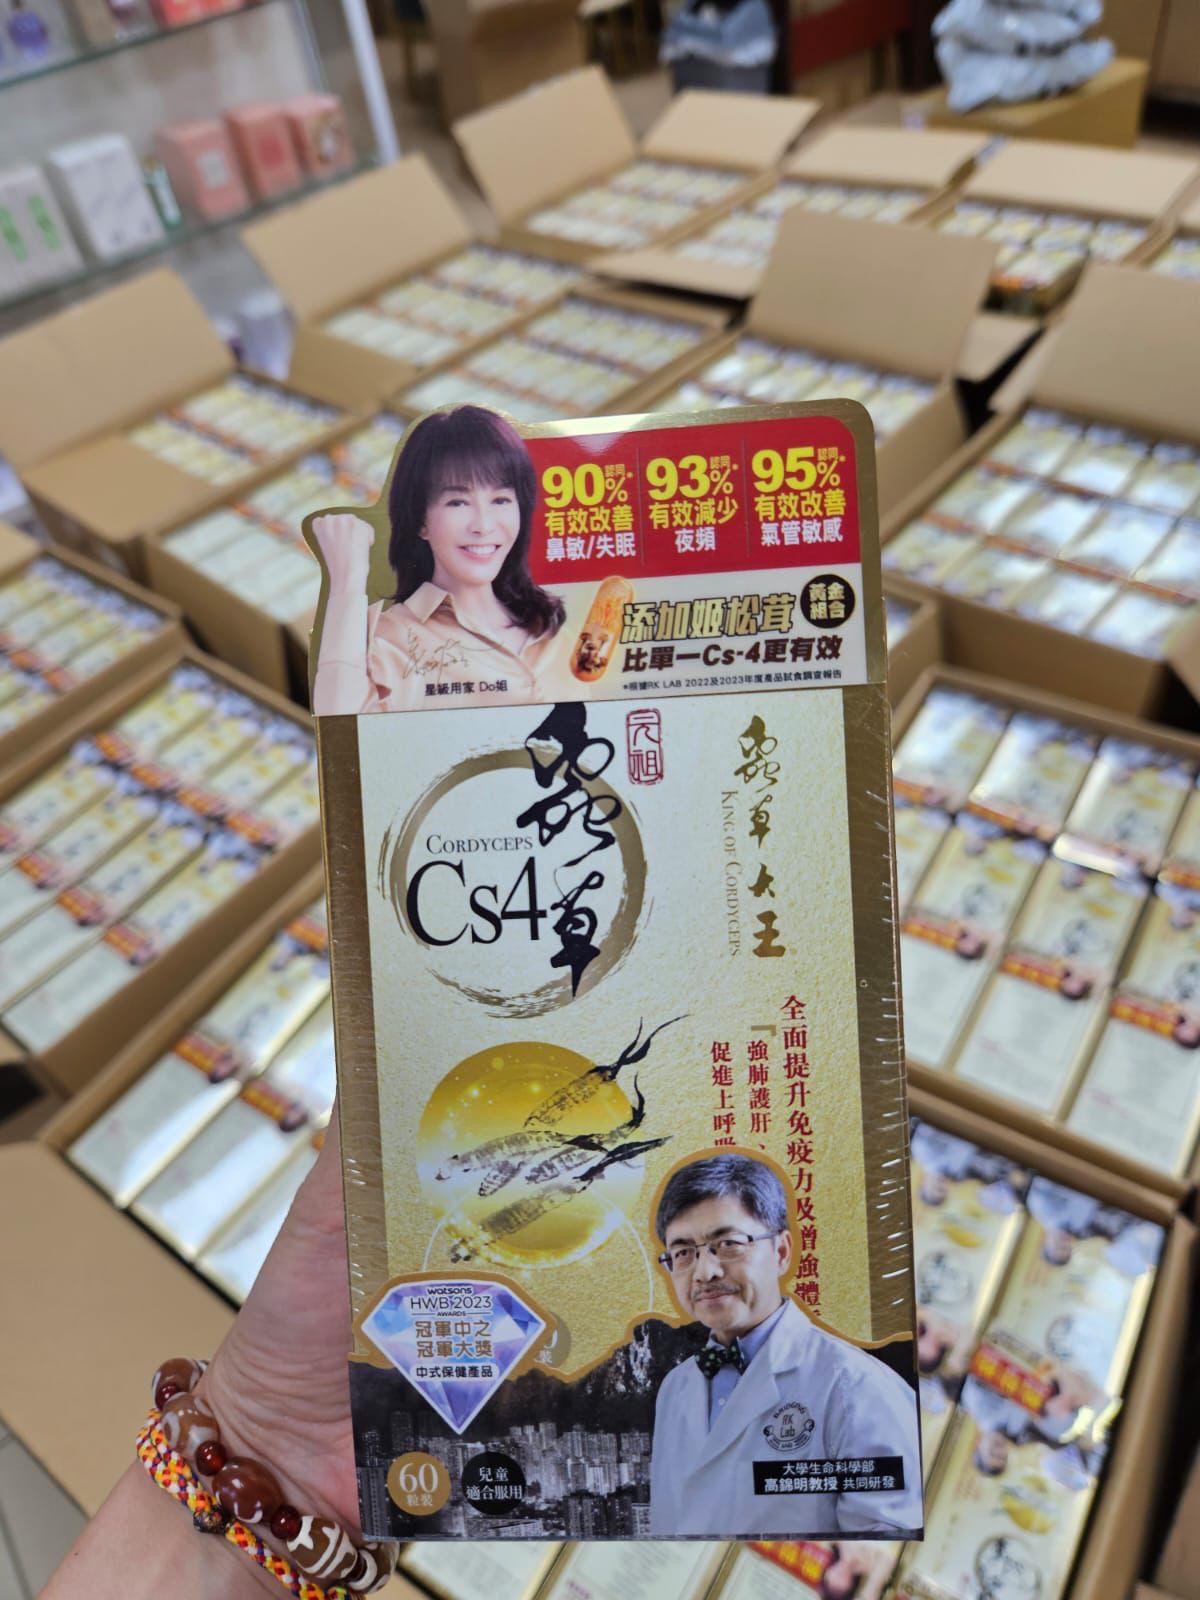 90%認同*
有效改善
鼻敏/失眠
93%認同*
有效減少
夜頻
95%認同*
有效改善
氣管敏感
添加姬松茸
黃金
組合
比單一Cs-4更有效
*根據RK LAB 2022及2023年度產品試食調查報告
星級用家 Do姐
元祖
蟲草
CORDYCEPS
Cs4
蟲草大王
KING OF CORDYCEPS
全面提升免疫力及增強體
『強肺護肝、
促進上呼吸
watsons
HWB 2023
AWARDS
冠軍中之
冠軍大獎
中式保健產品
裝
60
粒裝
兒童
適合服用
RK
Lab
大學生命科學部
高錦明教授 共同研發